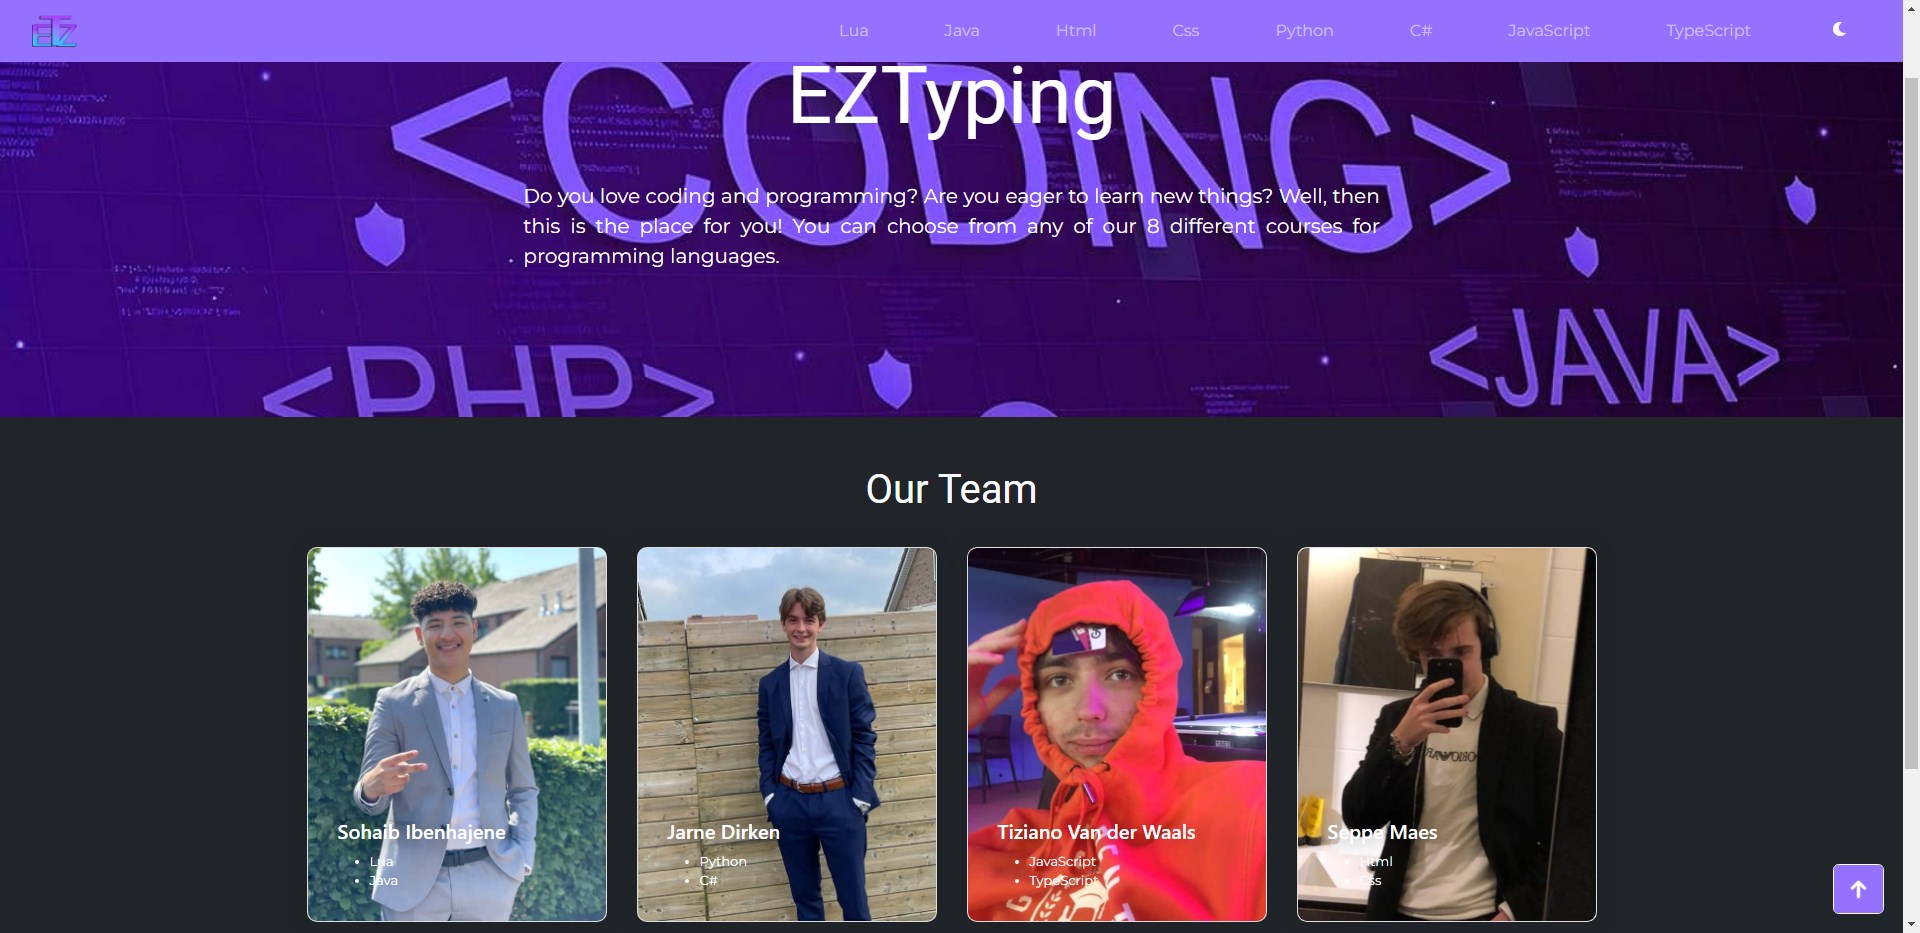 ETZ
Lua Java Html Css Python C# JavaScript TypeScript
<CODING>
EZTyping
Do you love coding and programming? Are you eager to learn new things? Well, then
this is the place for you! You can choose from any of our 8 different courses for
programming languages.
<PHP>
<JAVA>
Our Team
Sohaib Ibenhajene
• Lua
• Java
Jarne Dirken
• Python
• C#
Tiziano Van der Waals
• JavaScript
• TypeScript
Seppe Maes
• Html
• Css